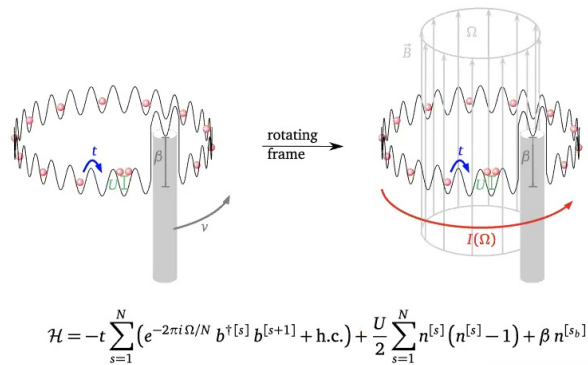 Ω
B⃗
t
rotating
frame
β
U
v
t
U
β
I(Ω)
ℋ = −t ∑_{s=1}^{N} (e^{−2πiΩ/N} b^{†[s]} b^{[s+1]} + h.c.) + U/2 ∑_{s=1}^{N} n^{[s]} (n^{[s]} − 1) + β n^{[s_b]}